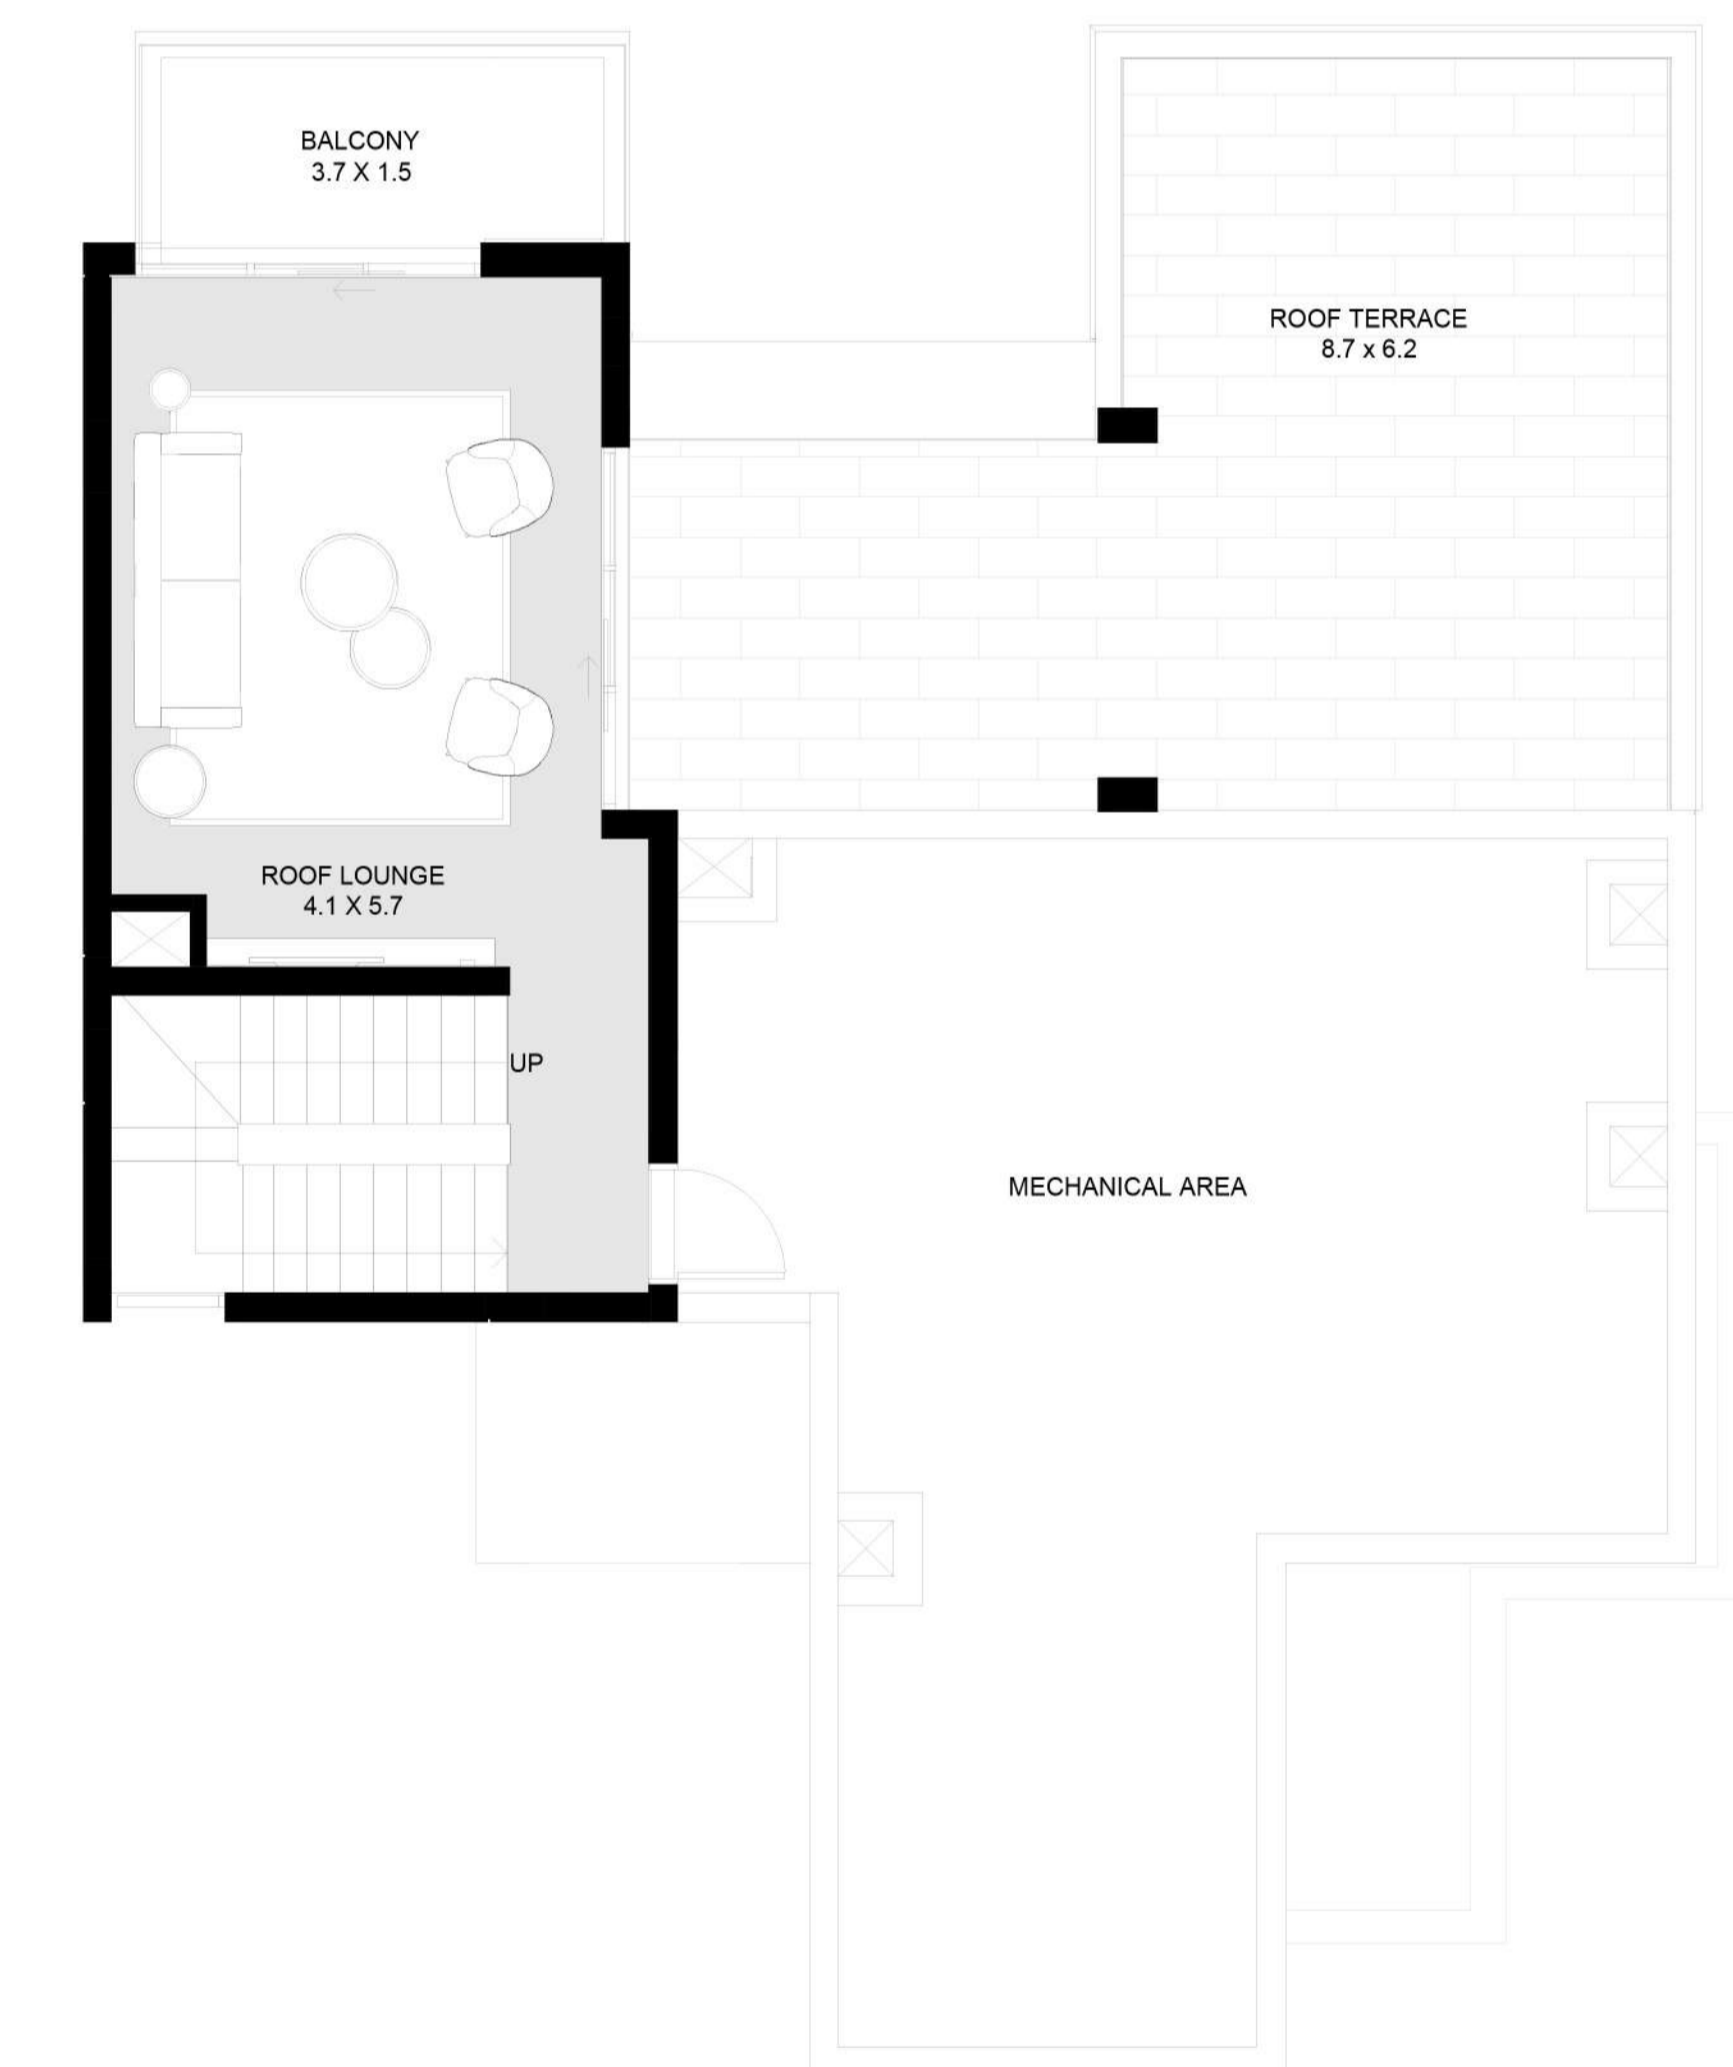 BALCONY
3.7 X 1.5
ROOF TERRACE
8.7 x 6.2
ROOF LOUNGE
4.1 X 5.7
UP
MECHANICAL AREA